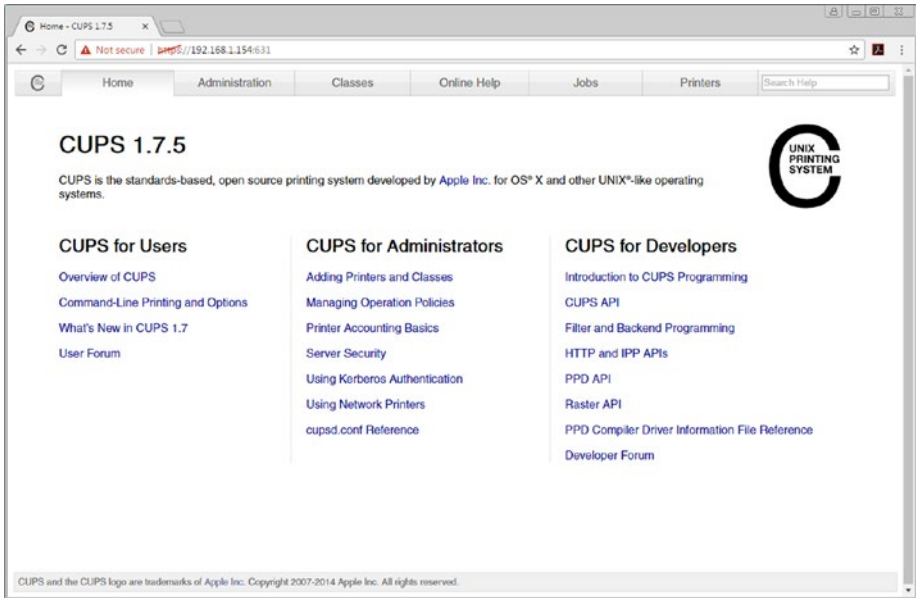 Home - CUPS 1.7.5
Not secure | https://192.168.1.154:631
Home Administration Classes Online Help Jobs Printers Search Help
CUPS 1.7.5
CUPS is the standards-based, open source printing system developed by Apple Inc. for OS® X and other UNIX®-like operating
systems.
UNIX
PRINTING
SYSTEM
CUPS for Users
Overview of CUPS
Command-Line Printing and Options
What's New in CUPS 1.7
User Forum
CUPS for Administrators
Adding Printers and Classes
Managing Operation Policies
Printer Accounting Basics
Server Security
Using Kerberos Authentication
Using Network Printers
cupsd.conf Reference
CUPS for Developers
Introduction to CUPS Programming
CUPS API
Filter and Backend Programming
HTTP and IPP APIs
PPD API
Raster API
PPD Compiler Driver Information File Reference
Developer Forum
CUPS and the CUPS logo are trademarks of Apple Inc. Copyright 2007-2014 Apple Inc. All rights reserved.